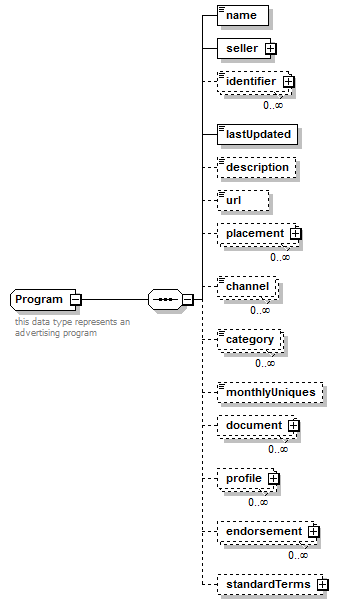 name
seller
identifier
0..∞
lastUpdated
description
url
placement
0..∞
channel
0..∞
Program
this data type represents an
advertising program
category
0..∞
monthlyUniques
document
0..∞
profile
0..∞
endorsement
0..∞
standardTerms